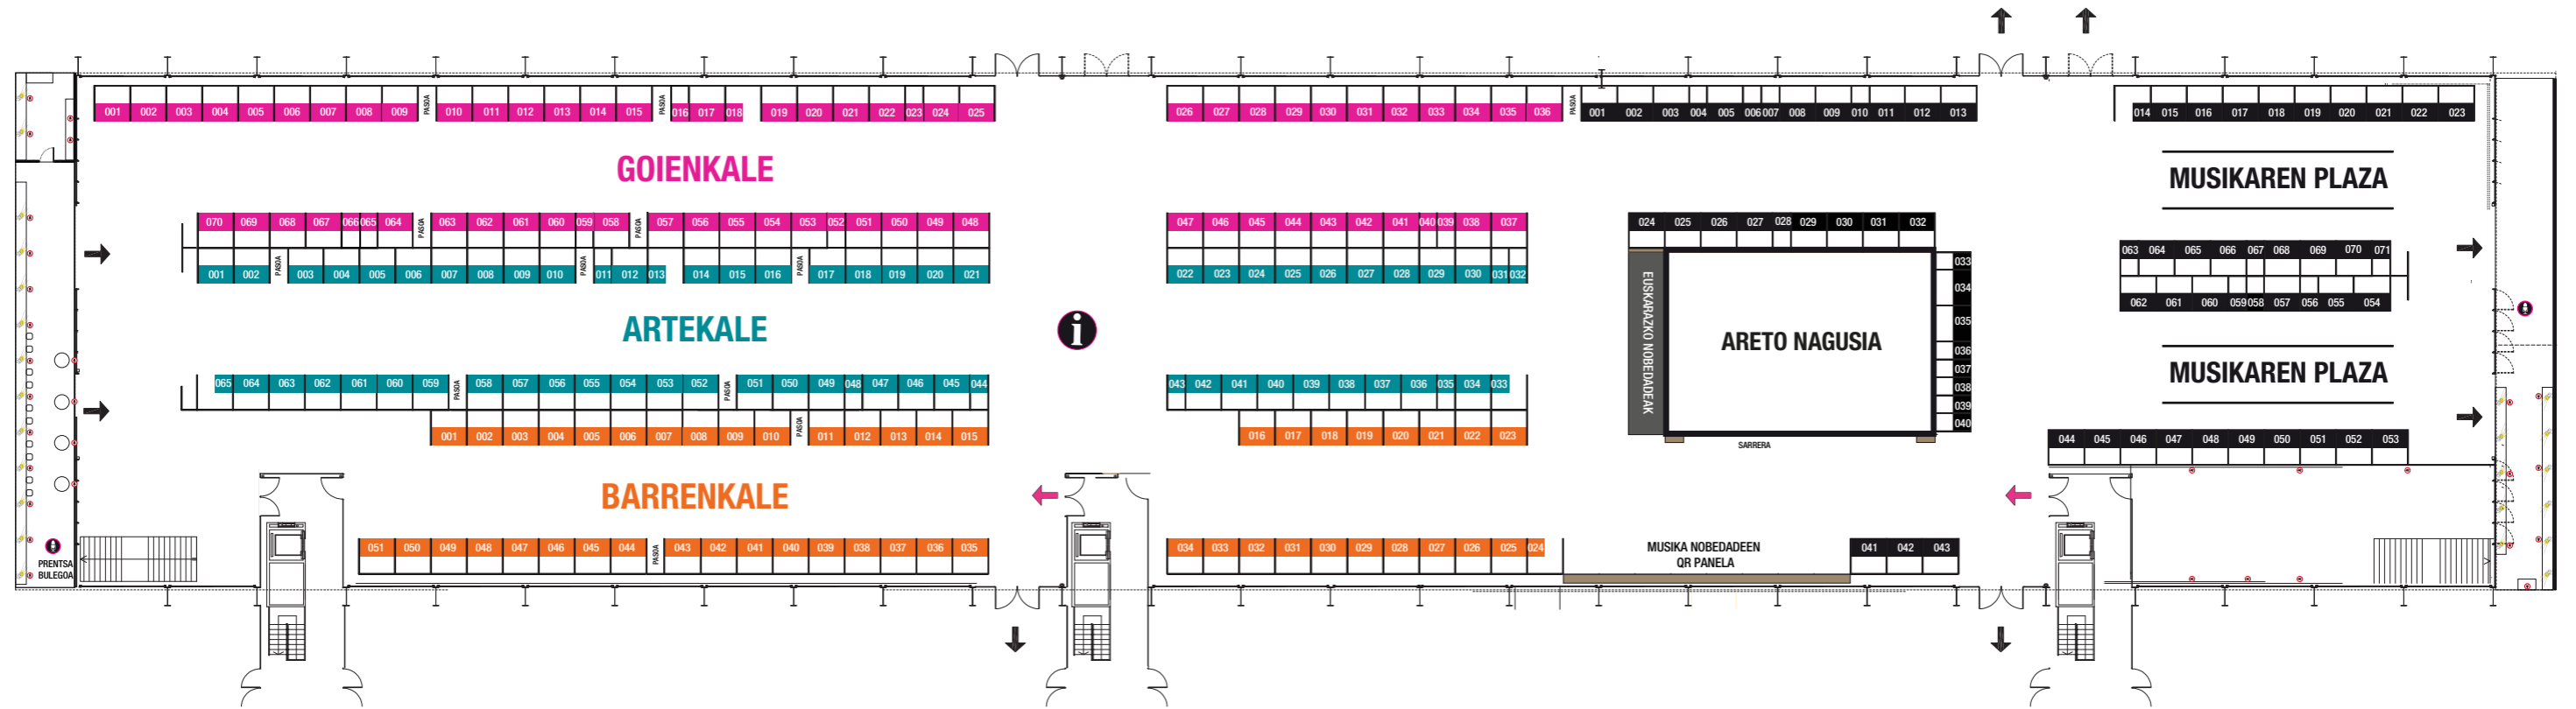 001 002 003 004 005 006 007 008 009 PASOA 010 011 012 013 014 015 PASOA 016 017 018 019 020 021 022 023 024 025
026 027 028 029 030 031 032 033 034 035 036 PASOA 001 002 003 004 005 006 007 008 009 010 011 012 013
014 015 016 017 018 019 020 021 022 023
GOIENKALE
MUSIKAREN PLAZA
070 069 068 067 066 065 064 PASOA 063 062 061 060 059 058 PASOA 057 056 055 054 053 052 051 050 049 048
047 046 045 044 043 042 041 040 039 038 037
024 025 026 027 028 029 030 031 032
063 064 065 066 067 068 069 070 071
001 002 PASOA 003 004 005 006 007 008 009 010 PASOA 011 012 013 014 015 016 PASOA 017 018 019 020 021
022 023 024 025 026 027 028 029 030 031 032
062 061 060 059 058 057 056 055 054
033
034
035
036
037
038
039
040
EUSKARAZKO NOBEDADEAK
ARETO NAGUSIA
SARRERA
ARTEKALE
i
MUSIKAREN PLAZA
065 064 063 062 061 060 059 PASOA 058 057 056 055 054 053 052 PASOA 051 050 049 048 047 046 045 044
043 042 041 040 039 038 037 036 035 034 033
001 002 003 004 005 006 007 008 009 010 PASOA 011 012 013 014 015
016 017 018 019 020 021 022 023
044 045 046 047 048 049 050 051 052 053
BARRENKALE
PRENTSA
BULEGOA
051 050 049 048 047 046 045 044 PASOA 043 042 041 040 039 038 037 036 035
034 033 032 031 030 029 028 027 026 025 024
MUSIKA NOBEDADEEN
QR PANELA
041 042 043